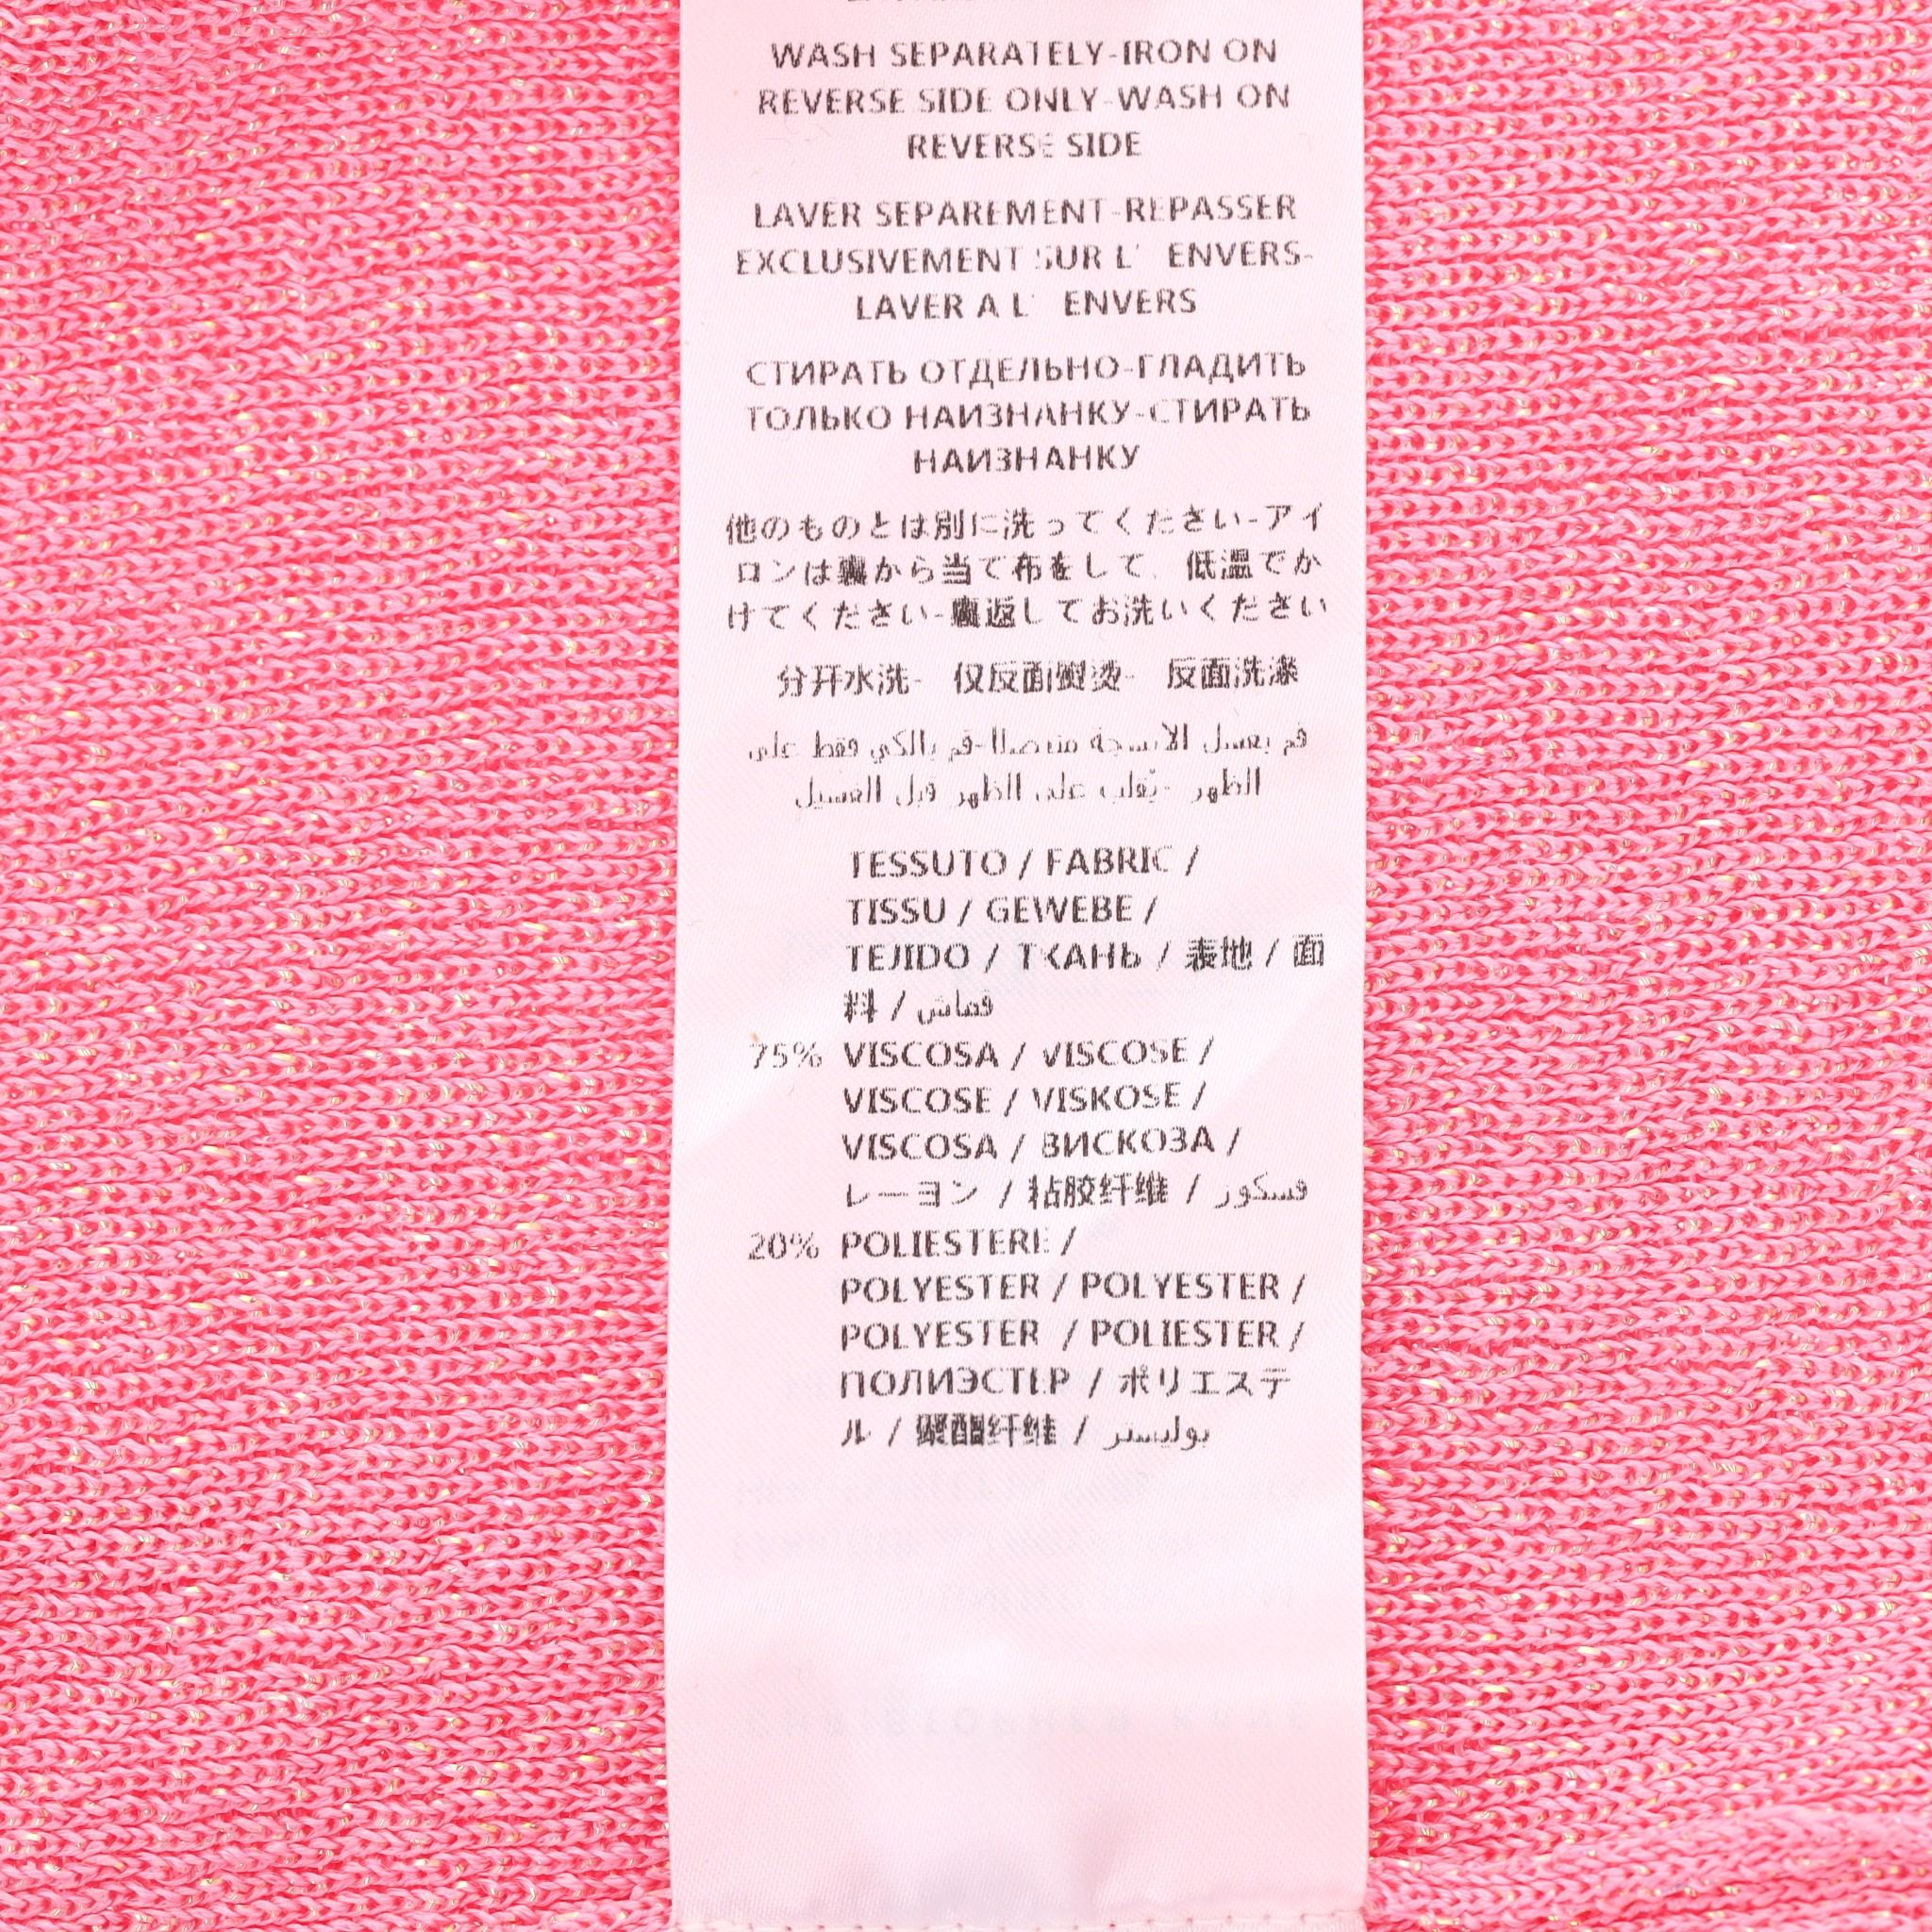 WASH SEPARATELY-IRON ON
REVERSE SIDE ONLY-WASH ON
REVERSE SIDE
LAVER SEPAREMENT-REPASSER
EXCLUSIVEMENT SUR L' ENVERS-
LAVER A L' ENVERS
СТИРАТЬ ОТДЕЛЬНО-ГЛАДИТЬ
ТОЛЬКО НАИЗНАНКУ-СТИРАТЬ
НАИЗНАНКУ
他のものとは別に洗ってください-アイ
ロンは裏から当て布をして、低温でか
けてください-裏返してお洗いください
分开水洗- 仅反面熨烫- 反面洗涤
قم بغسل الانسجة منفصلا-قم بالكي فقط على
الظهر -يُقلب على الظهر قبل الغسيل
TESSUTO / FABRIC /
TISSU / GEWEBE /
TEJIDO / ТКАНЬ / 表地 / 面
料 / قماش
75% VISCOSA / VISCOSE /
VISCOSE / VISKOSE /
VISCOSA / ВИСКОЗА /
レーヨン / 粘胶纤维 / فسكوز
20% POLIESTERE /
POLYESTER / POLYESTER /
POLYESTER / POLIESTER /
ПОЛИЭСТЕР / ポリエステ
ル / 聚酯纤维 / بوليستر